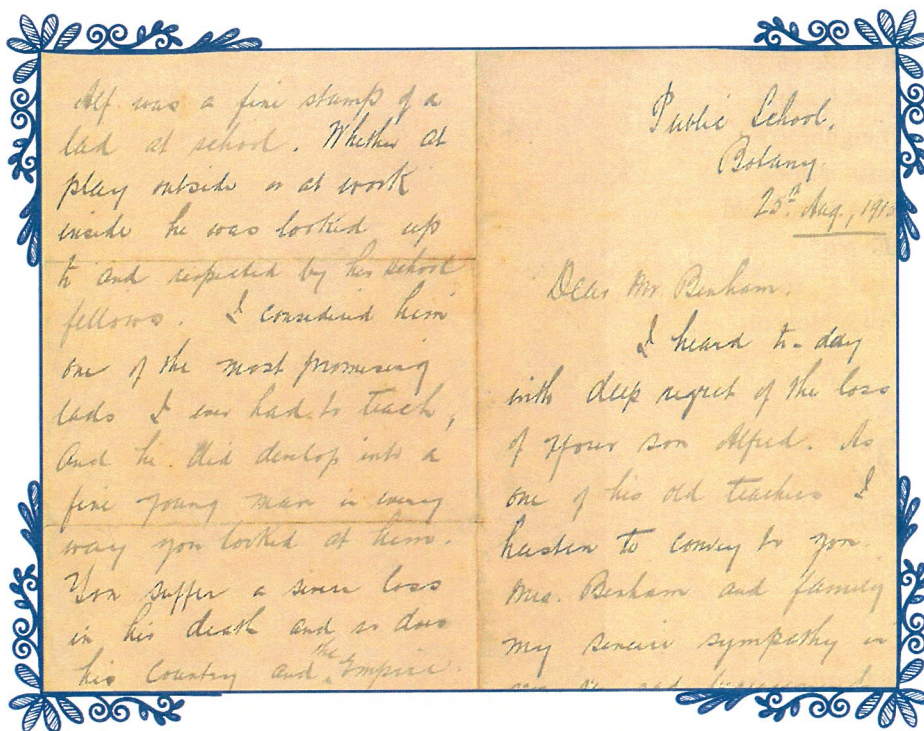 Public School,
Botany.
25th Aug., 1915
Dear Mr. Benham.
I heard to-day
with deep regret of the loss
of your son Alfred. As
one of his old teachers I
hasten to convey to you.
Mrs. Benham and family
my sincere sympathy in
Alf. was a fine stamp of a
lad at school. Whether at
play outside or at work
inside he was looked up
to and respected by his school
fellows. I considered him
one of the most promising
lads I ever had to teach,
And he did develop into a
fine young man in every
way you looked at him.
You suffer a severe loss
in his death and so does
his Country and the Empire.